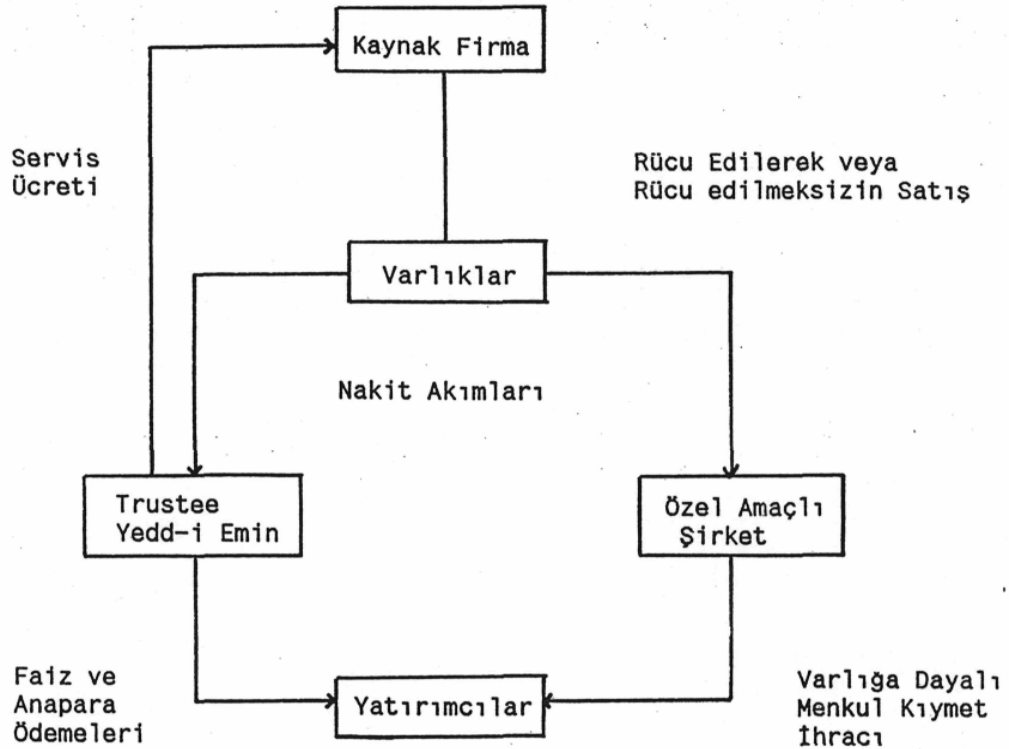 Kaynak Firma
Servis
Ücreti
Rücu Edilerek veya
Rücu edilmeksizin Satış
Varlıklar
Nakit Akımları
Trustee
Yedd-i Emin
Özel Amaçlı
Şirket
Faiz ve
Anapara
Ödemeleri
Yatırımcılar
Varlığa Dayalı
Menkul Kıymet
İhracı